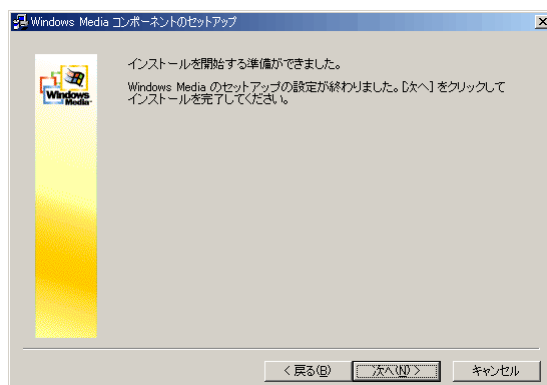 Windows Media コンポーネントのセットアップ
Windows
Media
インストールを開始する準備ができました。
Windows Media のセットアップの設定が終わりました。[次へ] をクリックして
インストールを完了してください。
< 戻る(B)
次へ(N) >
キャンセル